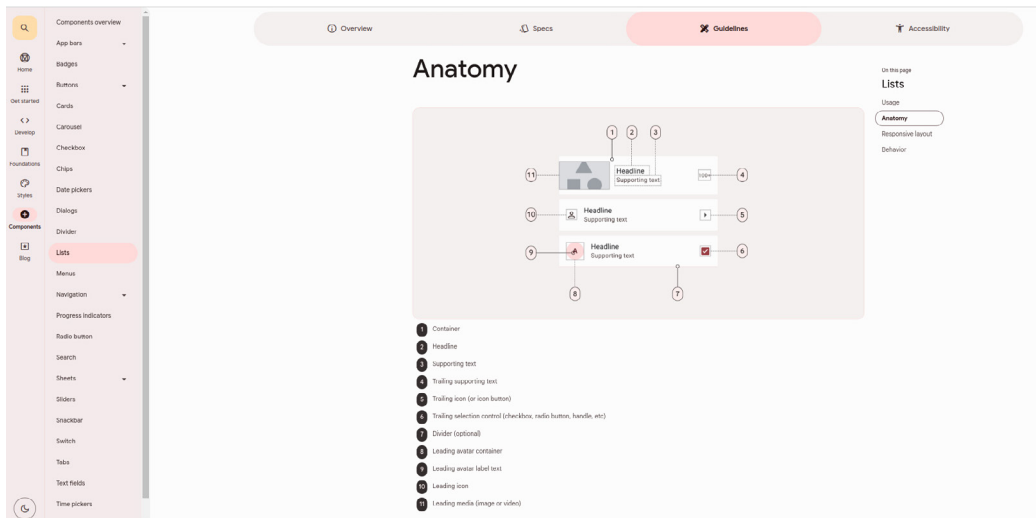 Home
Get started
Develop
Foundations
Styles
Components
Blog
Components overview
App bars
Badges
Buttons
Cards
Carousel
Checkbox
Chips
Date pickers
Dialogs
Divider
Lists
Menus
Navigation
Progress indicators
Radio button
Search
Sheets
Sliders
Snackbar
Switch
Tabs
Text fields
Time pickers
Overview
Specs
Guidelines
Accessibility
Anatomy
1 2 3
11 Headline
Supporting text 100+ 4
10 Headline
Supporting text 5
9 A Headline
Supporting text 6
8 7
1 Container
2 Headline
3 Supporting text
4 Trailing supporting text
5 Trailing icon (or icon button)
6 Trailing selection control (checkbox, radio button, handle, etc)
7 Divider (optional)
8 Leading avatar container
9 Leading avatar label text
10 Leading icon
11 Leading media (image or video)
On this page
Lists
Usage
Anatomy
Responsive layout
Behavior